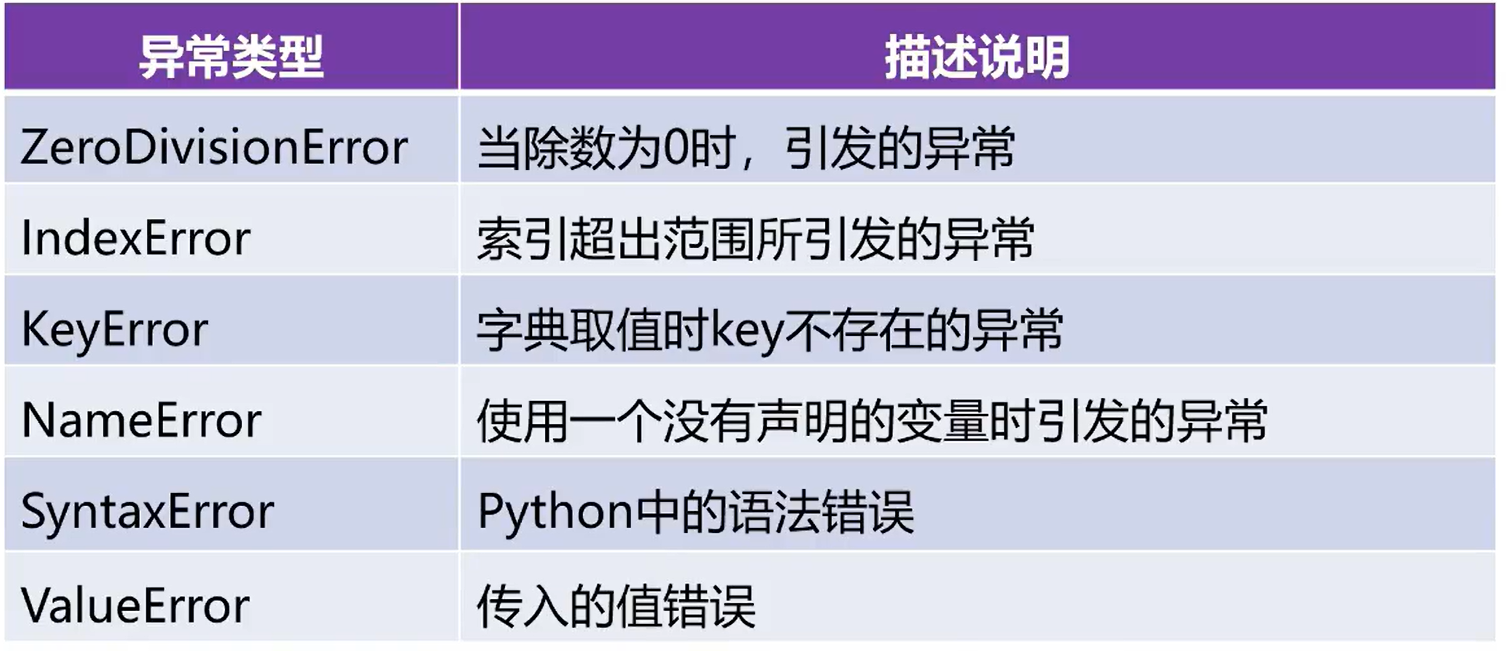 异常类型 描述说明
ZeroDivisionError 当除数为0时，引发的异常
IndexError 索引超出范围所引发的异常
KeyError 字典取值时key不存在的异常
NameError 使用一个没有声明的变量时引发的异常
SyntaxError Python中的语法错误
ValueError 传入的值错误